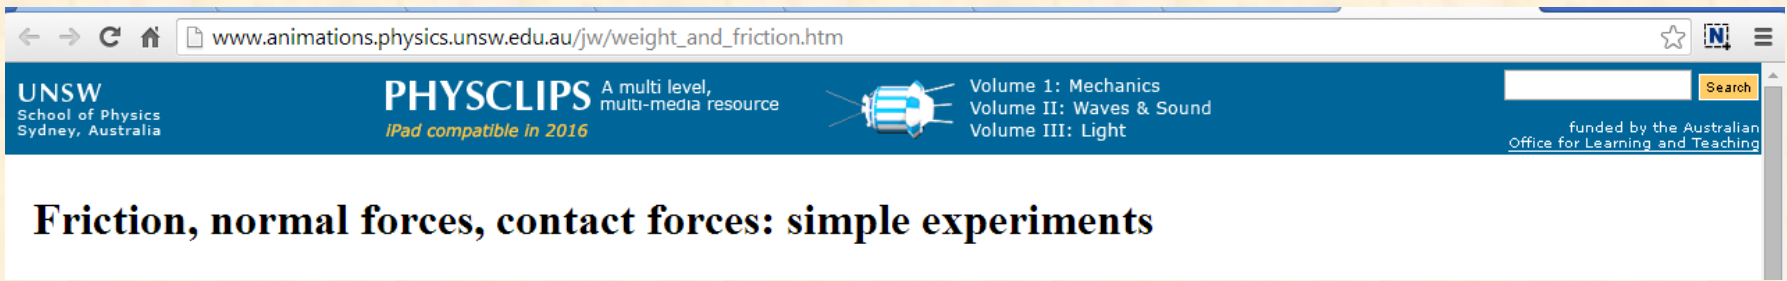 www.animations.physics.unsw.edu.au/jw/weight_and_friction.htm
N
UNSW
School of Physics
Sydney, Australia
PHYSCLIPS
A multi level,
multi-media resource
iPad compatible in 2016
Volume 1: Mechanics
Volume II: Waves & Sound
Volume III: Light
Search
funded by the Australian
Office for Learning and Teaching
Friction, normal forces, contact forces: simple experiments